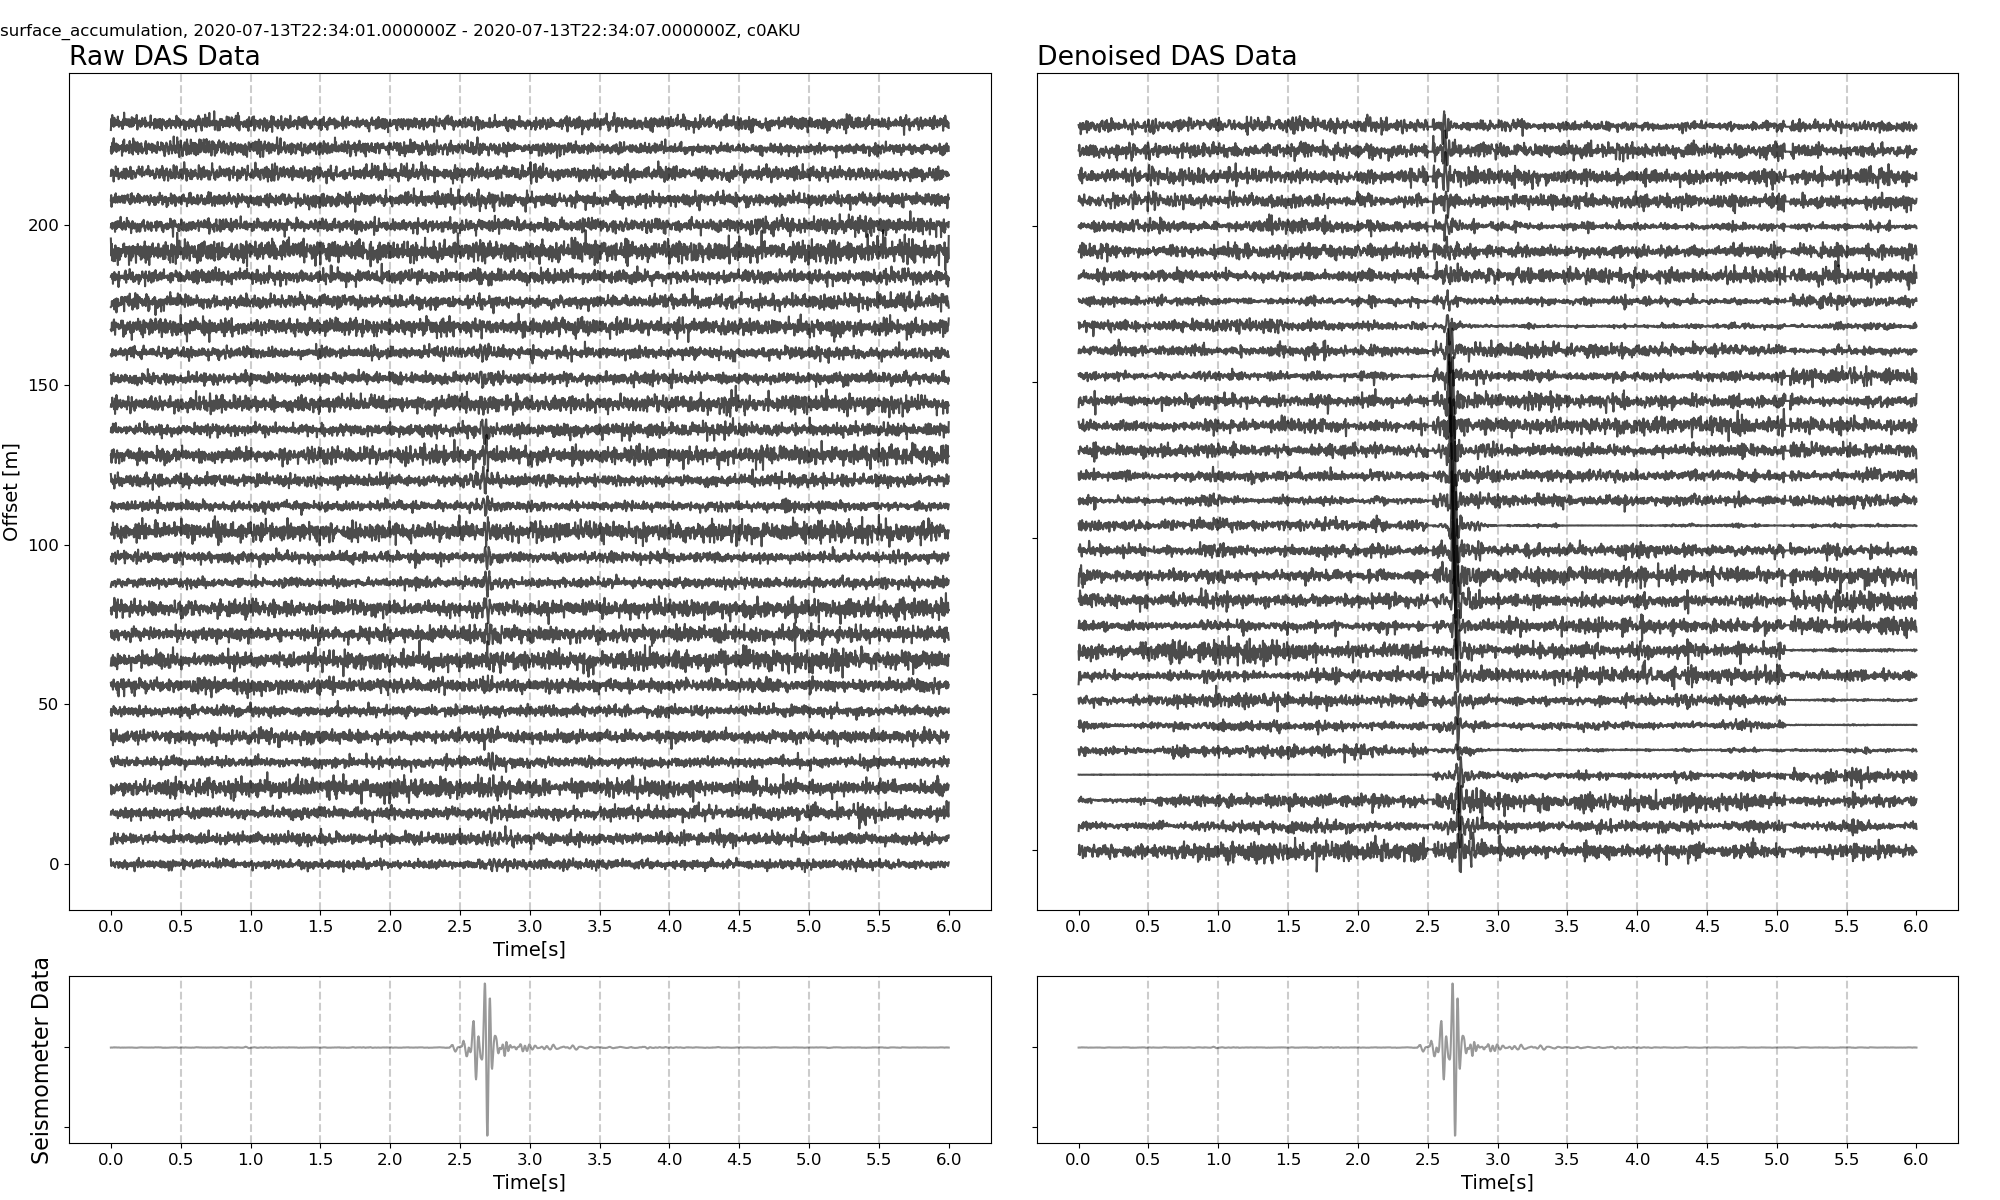 surface_accumulation, 2020-07-13T22:34:01.000000Z - 2020-07-13T22:34:07.000000Z, c0AKU
Raw DAS Data
Denoised DAS Data
Offset [m]
200
150
100
50
0
0.0 0.5 1.0 1.5 2.0 2.5 3.0 3.5 4.0 4.5 5.0 5.5 6.0
Time[s]
0.0 0.5 1.0 1.5 2.0 2.5 3.0 3.5 4.0 4.5 5.0 5.5 6.0
Seismometer Data
0.0 0.5 1.0 1.5 2.0 2.5 3.0 3.5 4.0 4.5 5.0 5.5 6.0
Time[s]
0.0 0.5 1.0 1.5 2.0 2.5 3.0 3.5 4.0 4.5 5.0 5.5 6.0
Time[s]